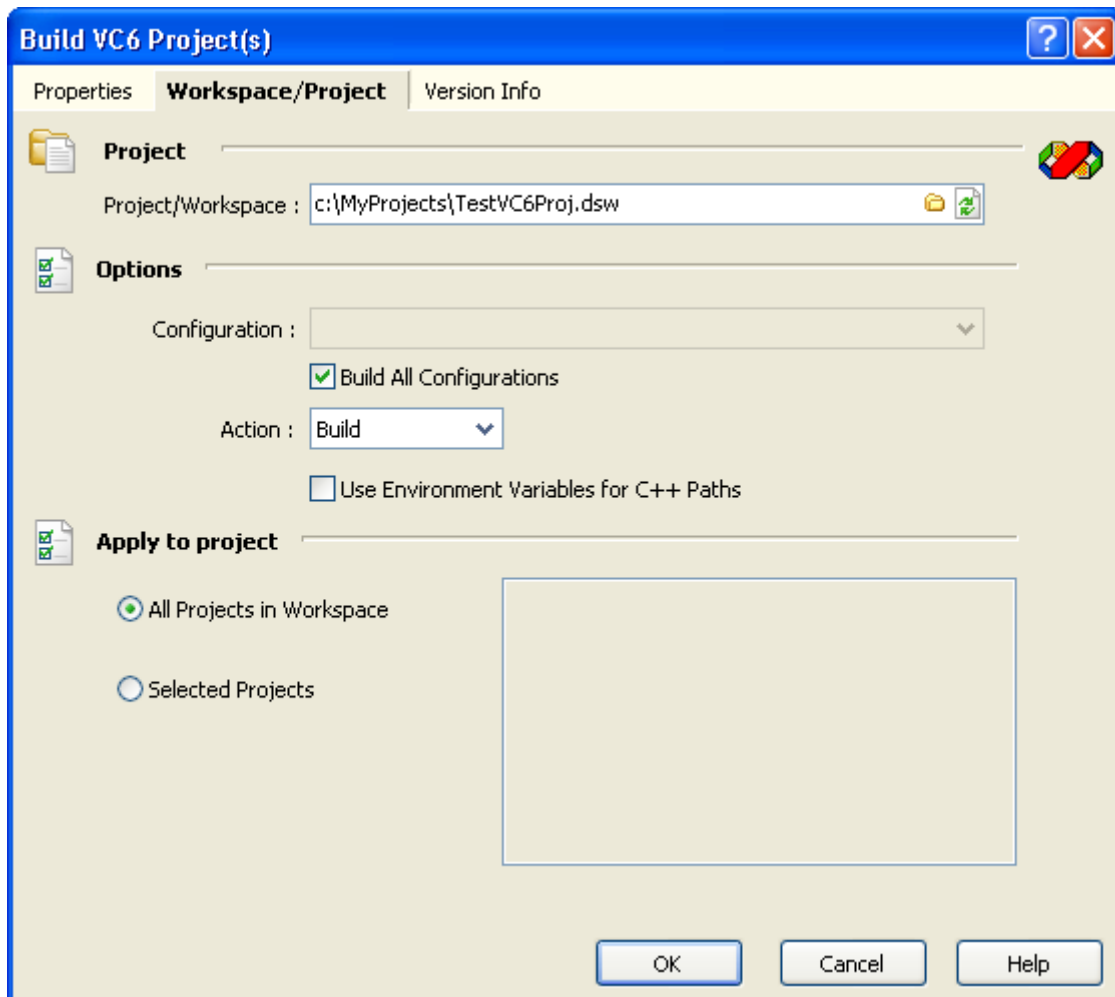 Build VC6 Project(s)
Properties Workspace/Project Version Info
Project
Project/Workspace : c:\MyProjects\TestVC6Proj.dsw
Options
Configuration :
Build All Configurations
Action : Build
Use Environment Variables for C++ Paths
Apply to project
All Projects in Workspace
Selected Projects
OK Cancel Help